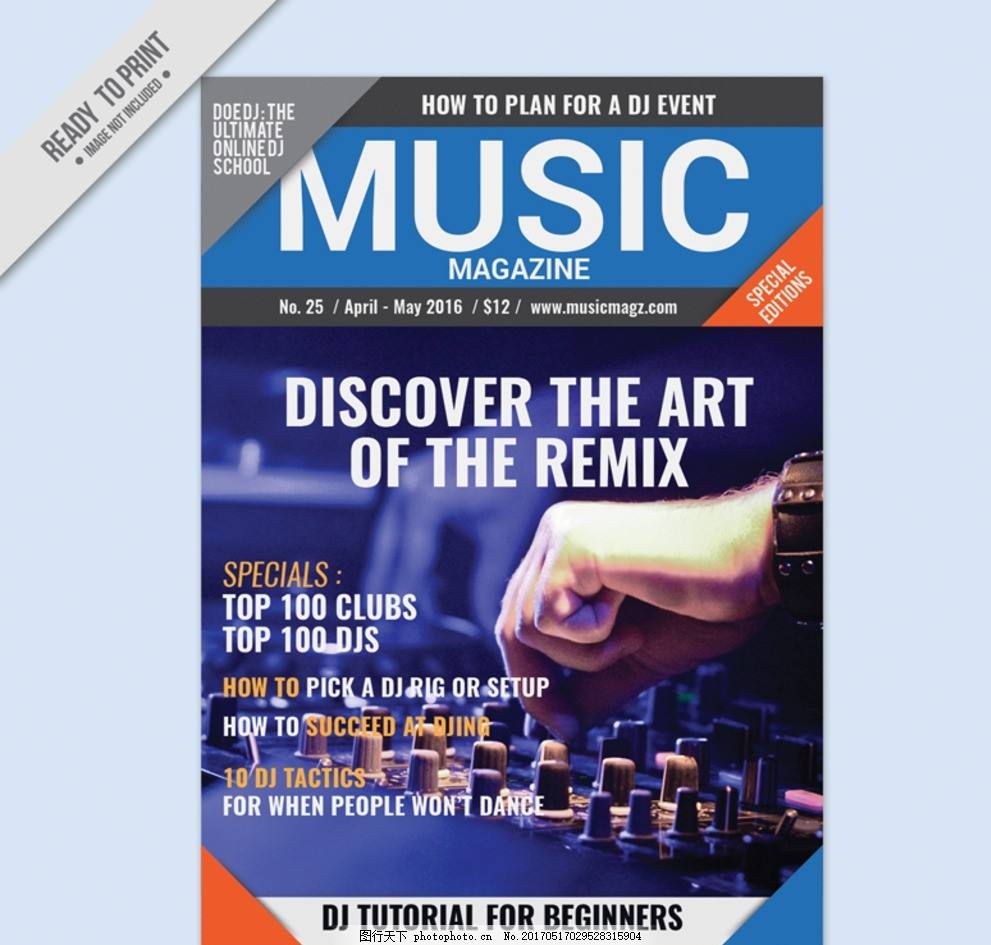 READY TO PRINT
● IMAGE NOT INCLUDED ●
DOEDJ: THE
ULTIMATE
ONLINE DJ
SCHOOL
HOW TO PLAN FOR A DJ EVENT
MUSIC
MAGAZINE
SPECIAL
EDITIONS
No. 25 / April - May 2016 / $12 / www.musicmagz.com
DISCOVER THE ART
OF THE REMIX
SPECIALS :
TOP 100 CLUBS
TOP 100 DJS
HOW TO PICK A DJ RIG OR SETUP
HOW TO SUCCEED AT DJING
10 DJ TACTICS
FOR WHEN PEOPLE WON'T DANCE
DJ TUTORIAL FOR BEGINNERS
图行天下 photophoto.cn No.20170517029528315904